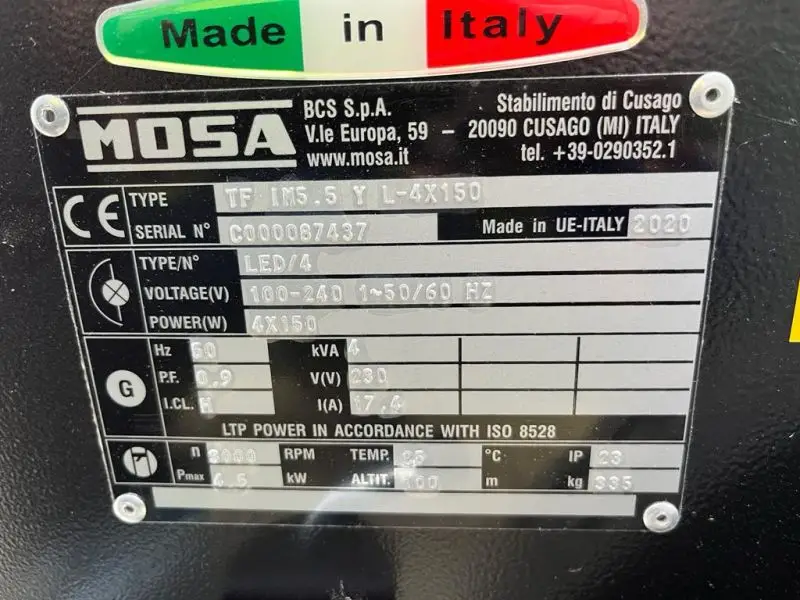 Made in Italy
MOSA
BCS S.p.A. Stabilimento di Cusago
V.le Europa, 59 – 20090 CUSAGO (MI) ITALY
www.mosa.it tel. +39-0290352.1
CE TYPE TF IM5.5 Y L-4X150
SERIAL N° C000087437 Made in UE-ITALY 2020
TYPE/N° LED/4
VOLTAGE(V) 100-240 1~50/60 HZ
POWER(W) 4X150
G
Hz 50 kVA 4
P.F. 0.9 V(V) 230
I.CL. H I(A) 17.4
LTP POWER IN ACCORDANCE WITH ISO 8528
n 3000 RPM TEMP. 25 °C IP 23
Pmax 4.5 kW ALTIT. 100 m kg 335